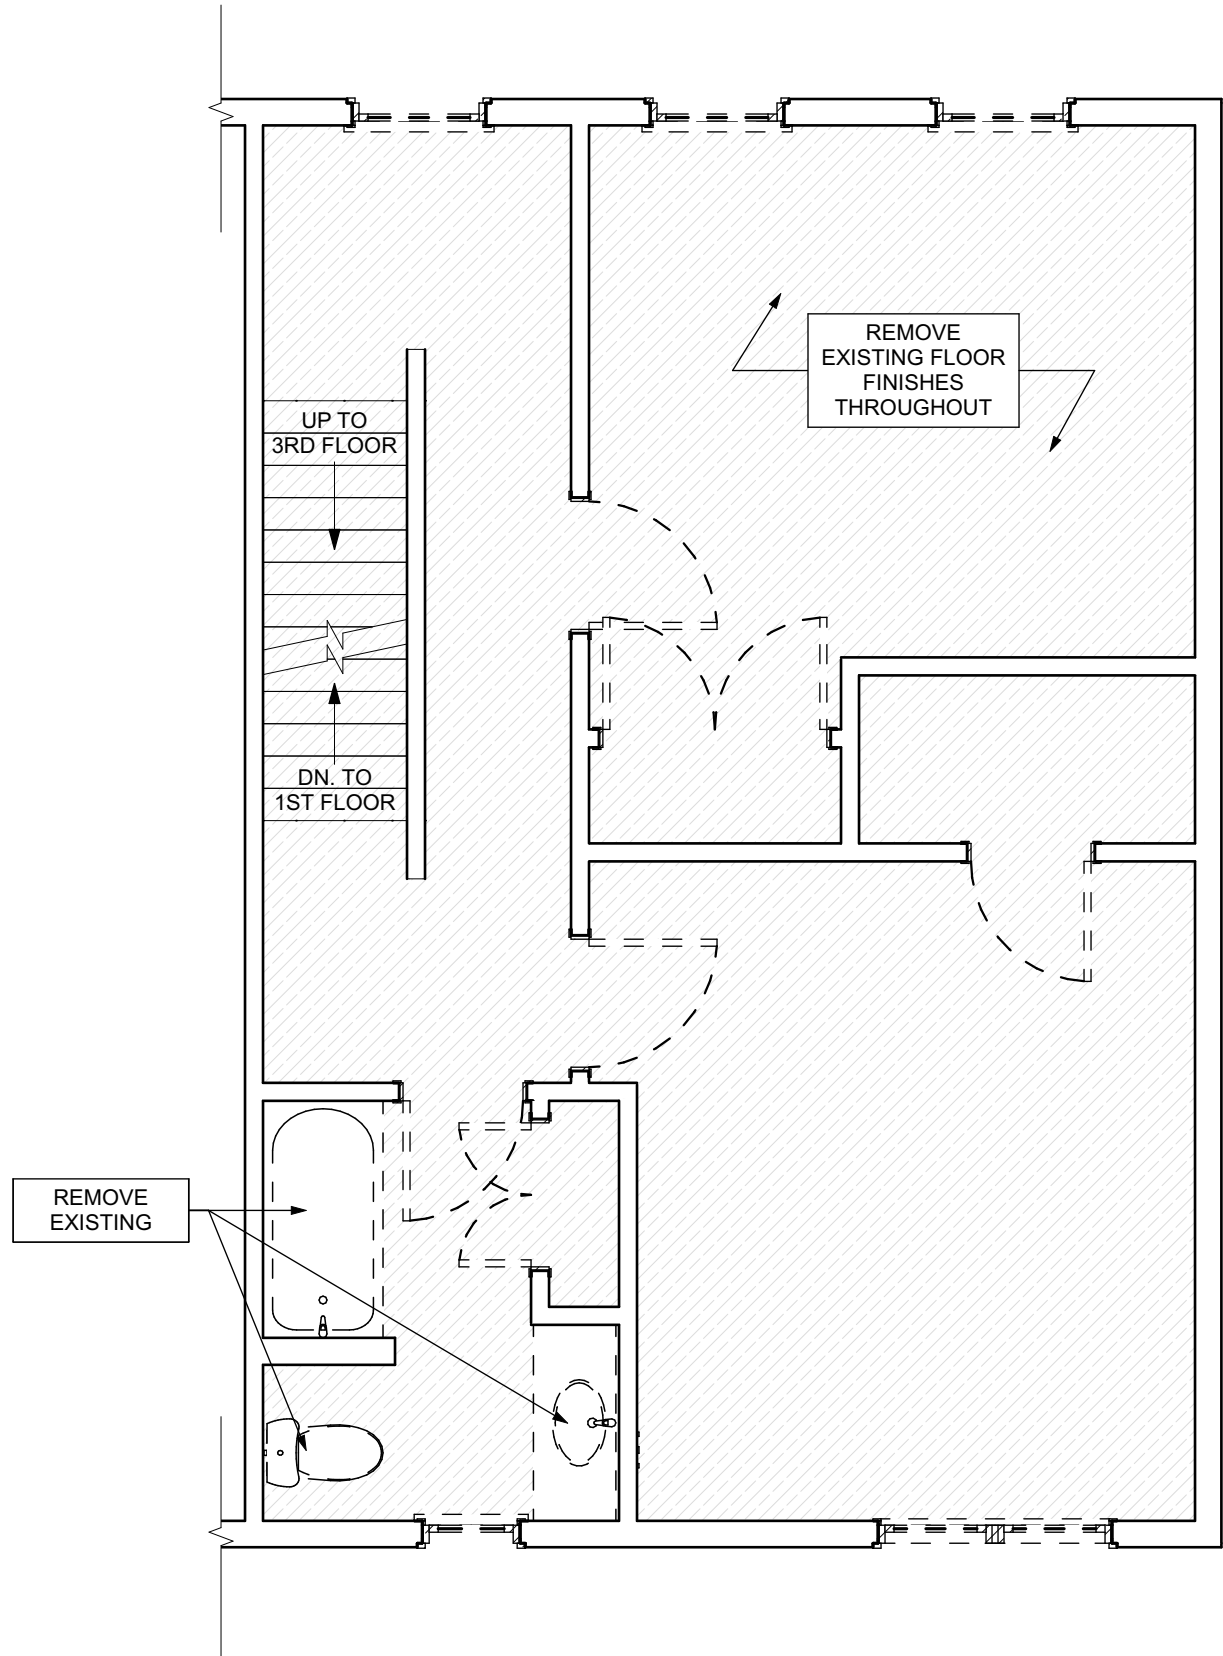 REMOVE
EXISTING FLOOR
FINISHES
THROUGHOUT
UP TO
3RD FLOOR
DN. TO
1ST FLOOR
REMOVE
EXISTING